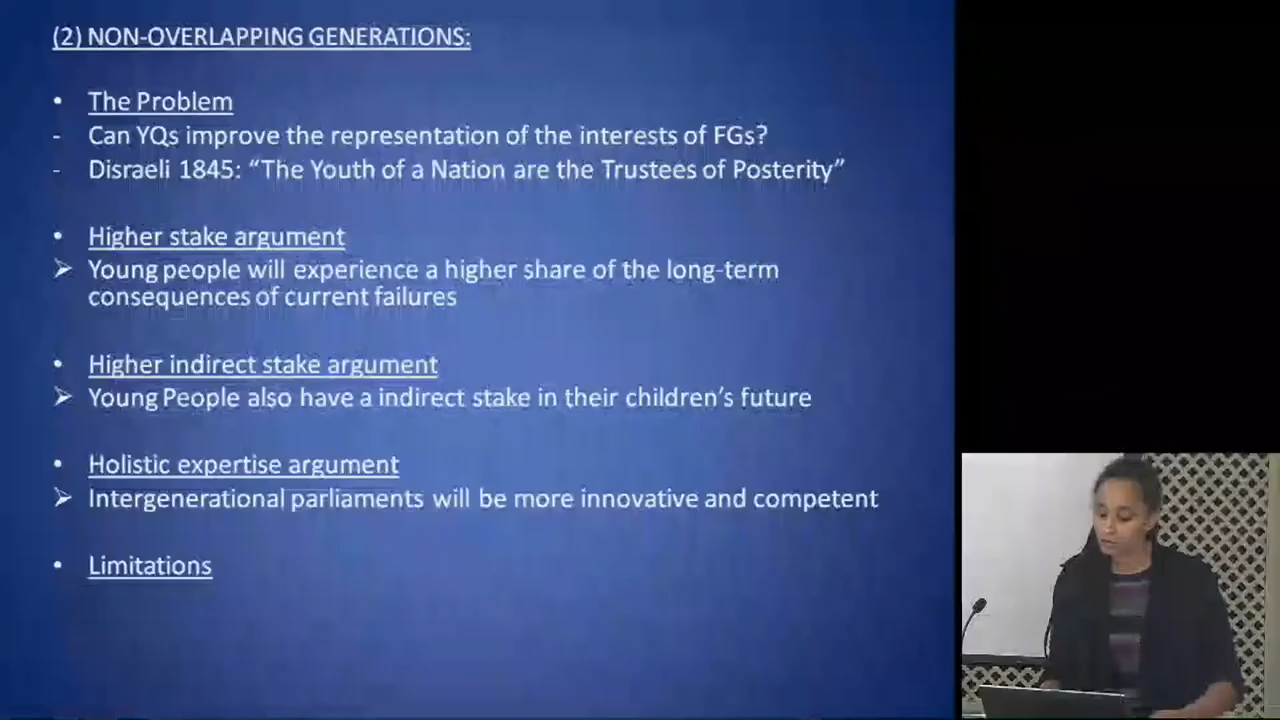 (2) NON-OVERLAPPING GENERATIONS:
• The Problem
- Can YQs improve the representation of the interests of FGs?
- Disraeli 1845: “The Youth of a Nation are the Trustees of Posterity”
• Higher stake argument
➢ Young people will experience a higher share of the long-term
consequences of current failures
• Higher indirect stake argument
➢ Young People also have a indirect stake in their children’s future
• Holistic expertise argument
➢ Intergenerational parliaments will be more innovative and competent
• Limitations